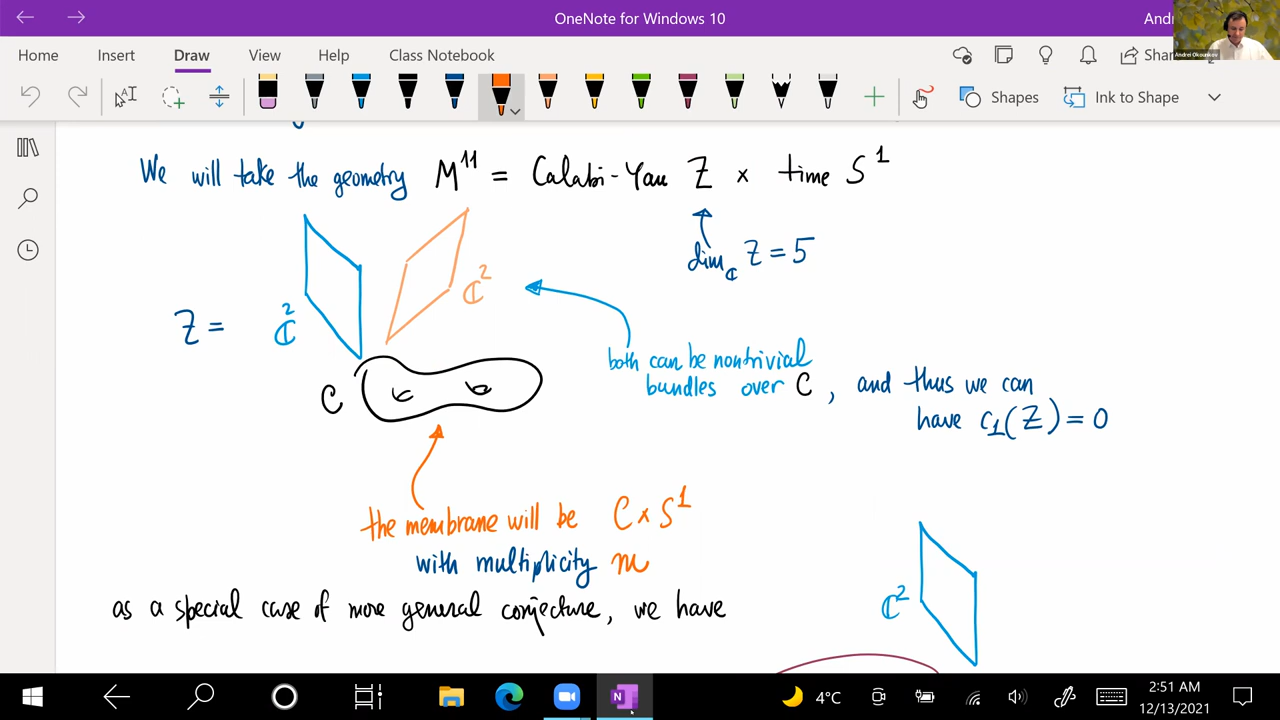 OneNote for Windows 10
Andrei Okounkov
Home Insert Draw View Help Class Notebook
Shapes Ink to Shape
We will take the geometry M¹¹ = Calabi-Yau Z × time S¹
dim_ℂ Z = 5
ℂ²
Z = ℂ²
both can be nontrivial
bundles over C, and thus we can
have c₁(Z) = 0
C
the membrane will be C × S¹
with multiplicity m
as a special case of more general conjecture, we have
ℂ²
4°C
2:51 AM
12/13/2021